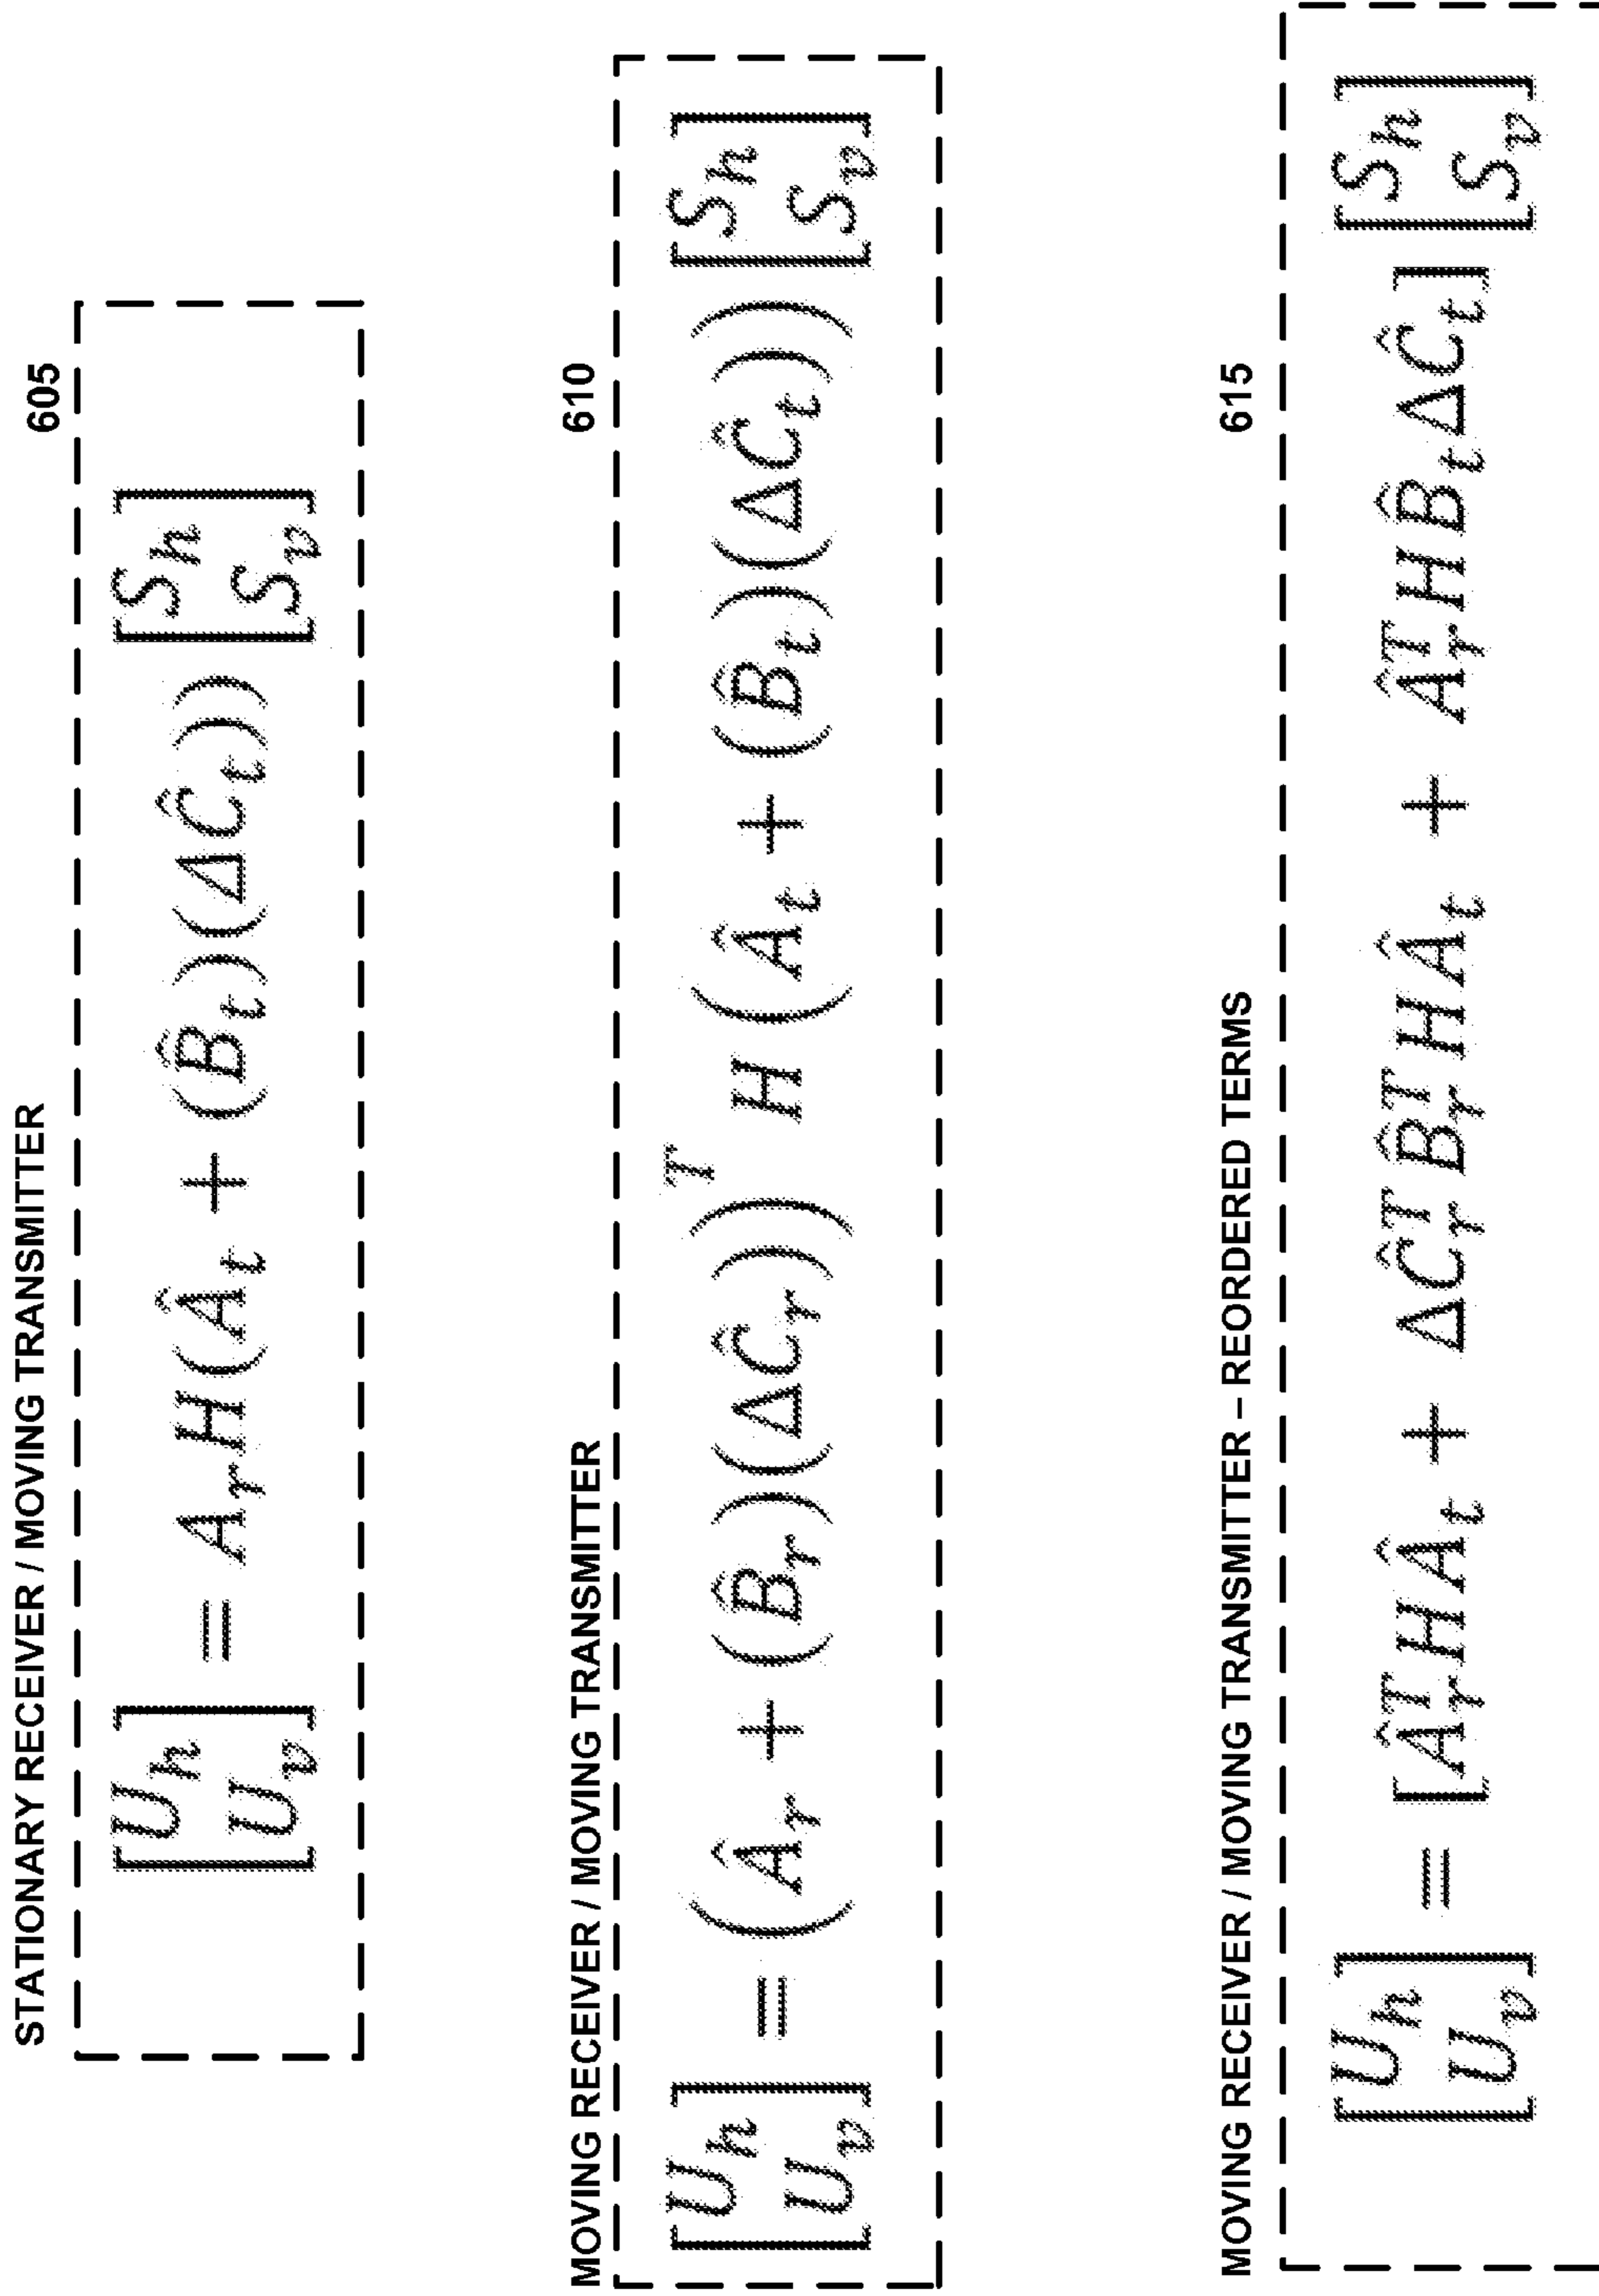 STATIONARY RECEIVER / MOVING TRANSMITTER
605
[U_h U_v] = A_r H(Â_t + (B̂_t)(ΔĈ_t)) [S_h S_v]
MOVING RECEIVER / MOVING TRANSMITTER
610
[U_h U_v] = (Â_r + (B̂_r)(ΔĈ_r))^T H (Â_t + (B̂_t)(ΔĈ_t)) [S_h S_v]
MOVING RECEIVER / MOVING TRANSMITTER – REORDERED TERMS
615
[U_h U_v] = [Â_r^T H Â_t + ΔĈ_r^T B̂_r^T H Â_t + Â_r^T H B̂_t ΔĈ_t] [S_h S_v]